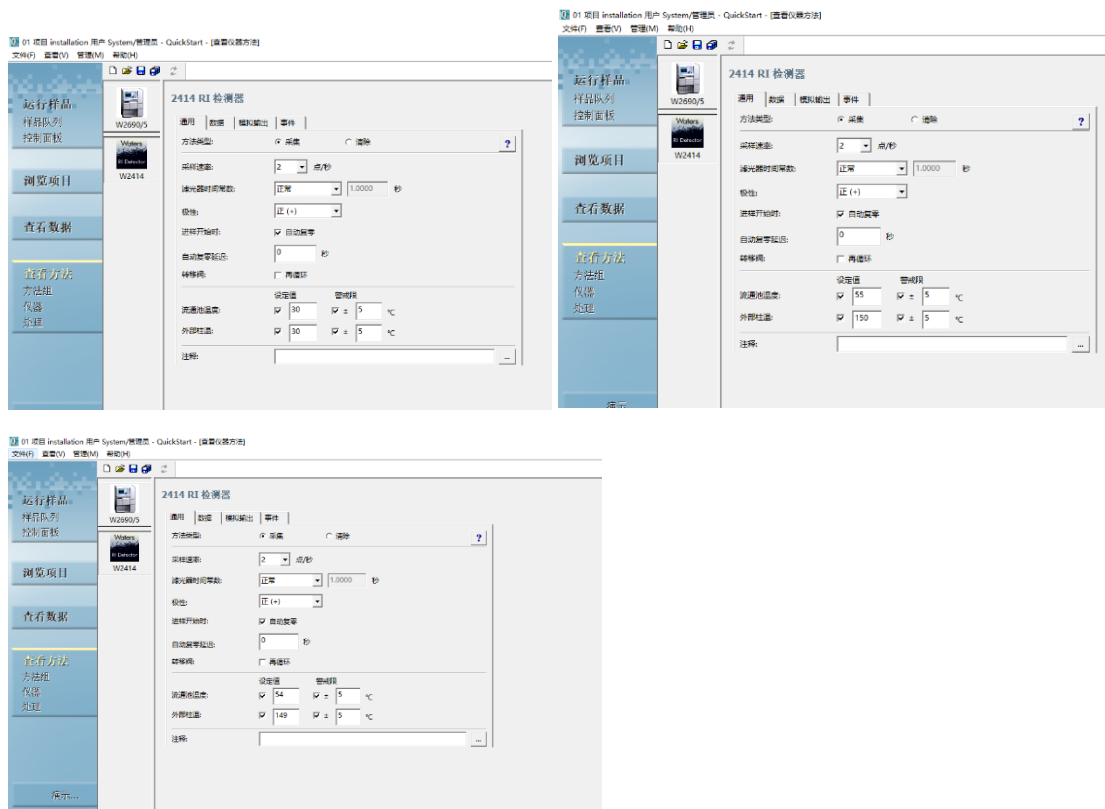 01 项目 installation 用户 System/管理员 - QuickStart - [查看仪器方法]
文件(F) 查看(V) 管理(M) 帮助(H)
运行样品
样品队列
控制面板
浏览项目
查看数据
查看方法
方法组
仪器
处理
W2690/5
Waters
RI Detector
W2414
2414 RI 检测器
通用 数据 模拟输出 事件
方法类型: 采集 清除 ?
采样速率: 2 点/秒
滤光器时间常数: 正常 1.0000 秒
极性: 正 (+)
进样开始时: 自动复零
自动复零延迟: 0 秒
转移阀: 再循环
设定值 警戒限
流通池温度: 30 ± 5 ℃
外部柱温: 30 ± 5 ℃
注释: ...
01 项目 installation 用户 System/管理员 - QuickStart - [查看仪器方法]
文件(F) 查看(V) 管理(M) 帮助(H)
运行样品
样品队列
控制面板
浏览项目
查看数据
查看方法
方法组
仪器
处理
W2690/5
Waters
RI Detector
W2414
2414 RI 检测器
通用 数据 模拟输出 事件
方法类型: 采集 清除 ?
采样速率: 2 点/秒
滤光器时间常数: 正常 1.0000 秒
极性: 正 (+)
进样开始时: 自动复零
自动复零延迟: 0 秒
转移阀: 再循环
设定值 警戒限
流通池温度: 55 ± 5 ℃
外部柱温: 150 ± 5 ℃
注释: ...
01 项目 installation 用户 System/管理员 - QuickStart - [查看仪器方法]
文件(F) 查看(V) 管理(M) 帮助(H)
运行样品
样品队列
控制面板
浏览项目
查看数据
查看方法
方法组
仪器
处理
演示...
W2690/5
Waters
RI Detector
W2414
2414 RI 检测器
通用 数据 模拟输出 事件
方法类型: 采集 清除 ?
采样速率: 2 点/秒
滤光器时间常数: 正常 1.0000 秒
极性: 正 (+)
进样开始时: 自动复零
自动复零延迟: 0 秒
转移阀: 再循环
设定值 警戒限
流通池温度: 54 ± 5 ℃
外部柱温: 149 ± 5 ℃
注释: ...